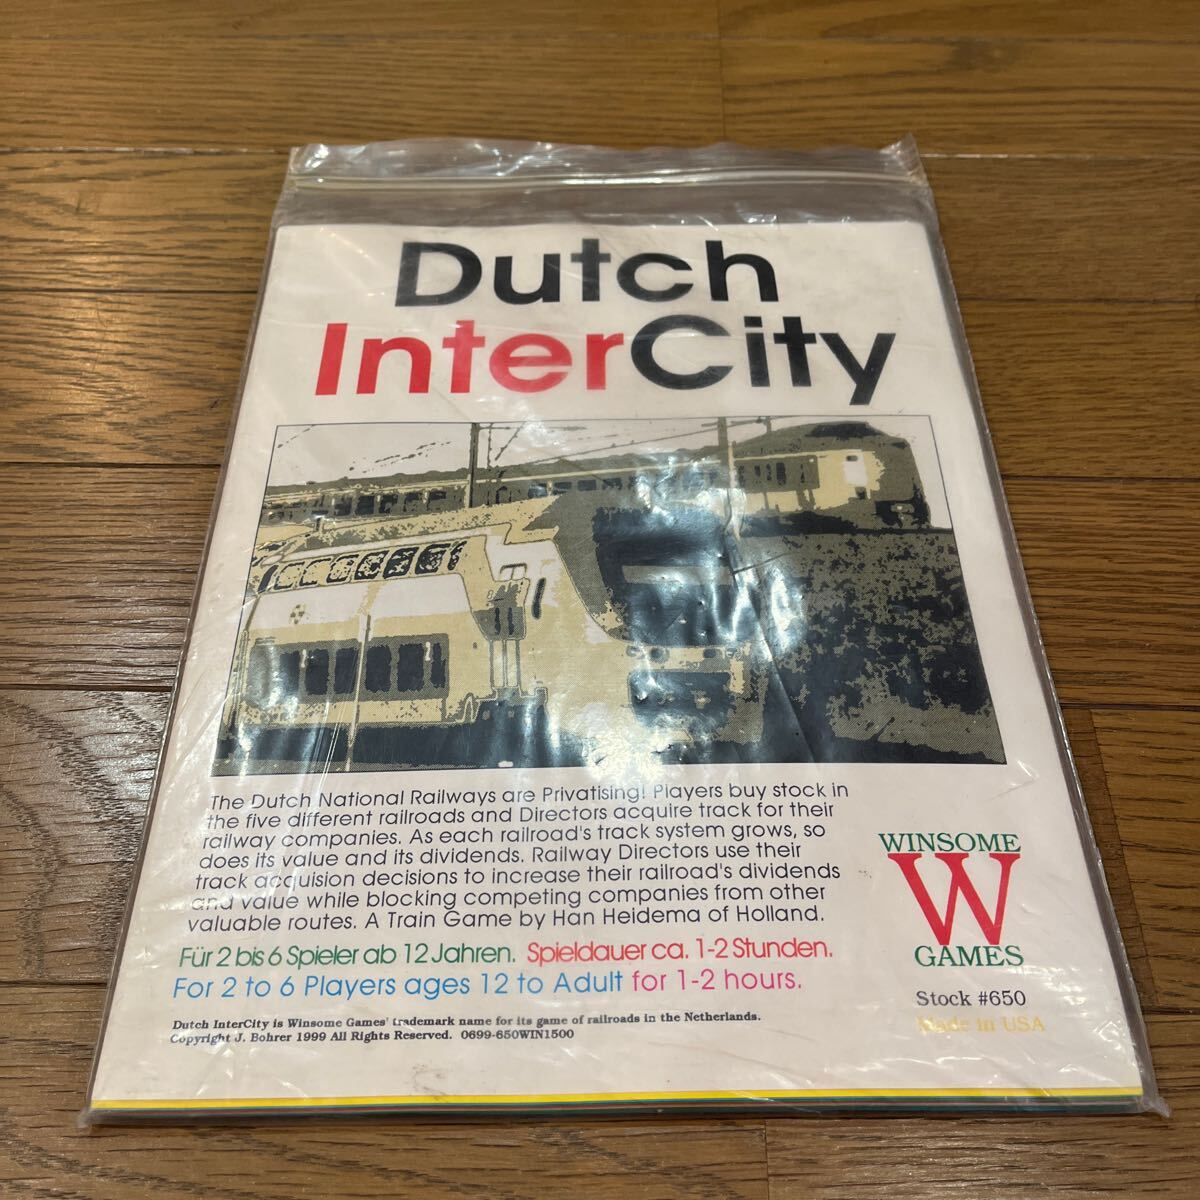 Dutch
InterCity
The Dutch National Railways are Privatising! Players buy stock in
the five different railroads and Directors acquire track for their
railway companies. As each railroad's track system grows, so
does its value and its dividends. Railway Directors use their
track acquision decisions to increase their railroad's dividends
and value while blocking competing companies from other
valuable routes. A Train Game by Han Heidema of Holland.
Für 2 bis 6 Spieler ab 12 Jahren. Spieldauer ca. 1-2 Stunden.
For 2 to 6 Players ages 12 to Adult for 1-2 hours.
Dutch InterCity is Winsome Games' trademark name for its game of railroads in the Netherlands.
Copyright J. Bohrer 1999 All Rights Reserved. 0699-650WIN1500
WINSOME
W
GAMES
Stock #650
Made in USA